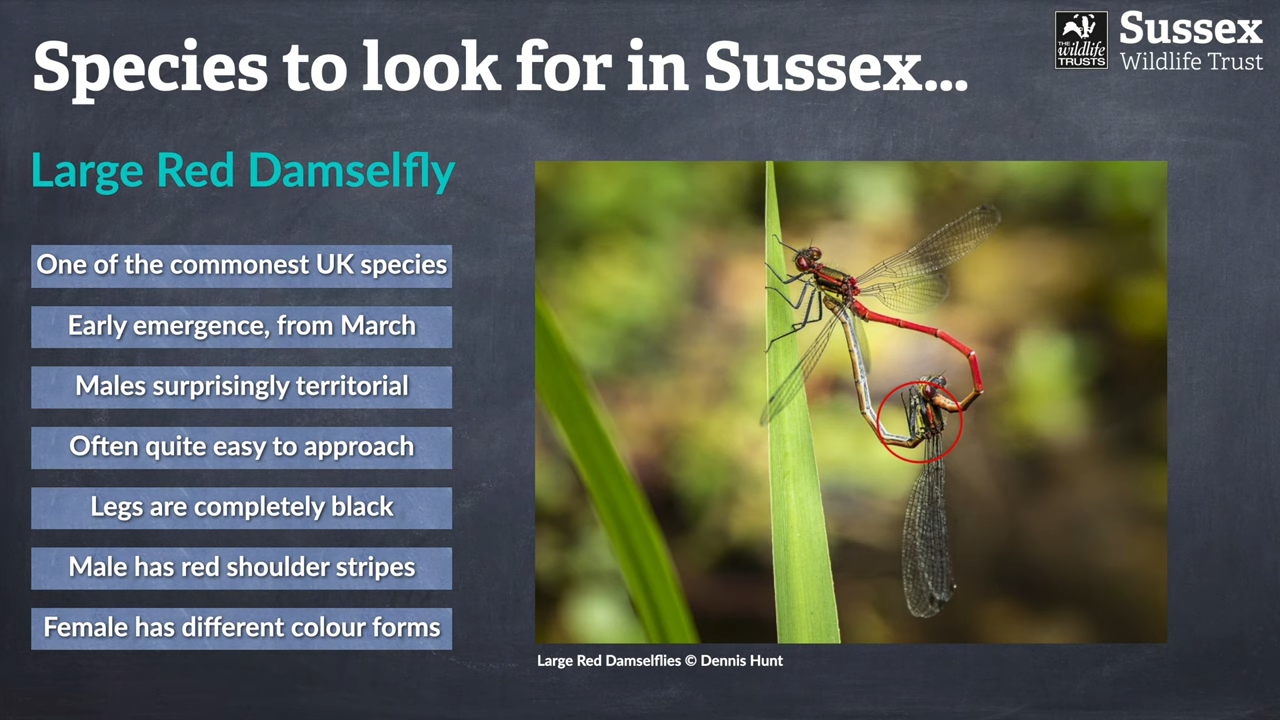 Species to look for in Sussex...
THE
wildlife
TRUSTS
Sussex
Wildlife Trust
Large Red Damselfly
One of the commonest UK species
Early emergence, from March
Males surprisingly territorial
Often quite easy to approach
Legs are completely black
Male has red shoulder stripes
Female has different colour forms
Large Red Damselflies © Dennis Hunt